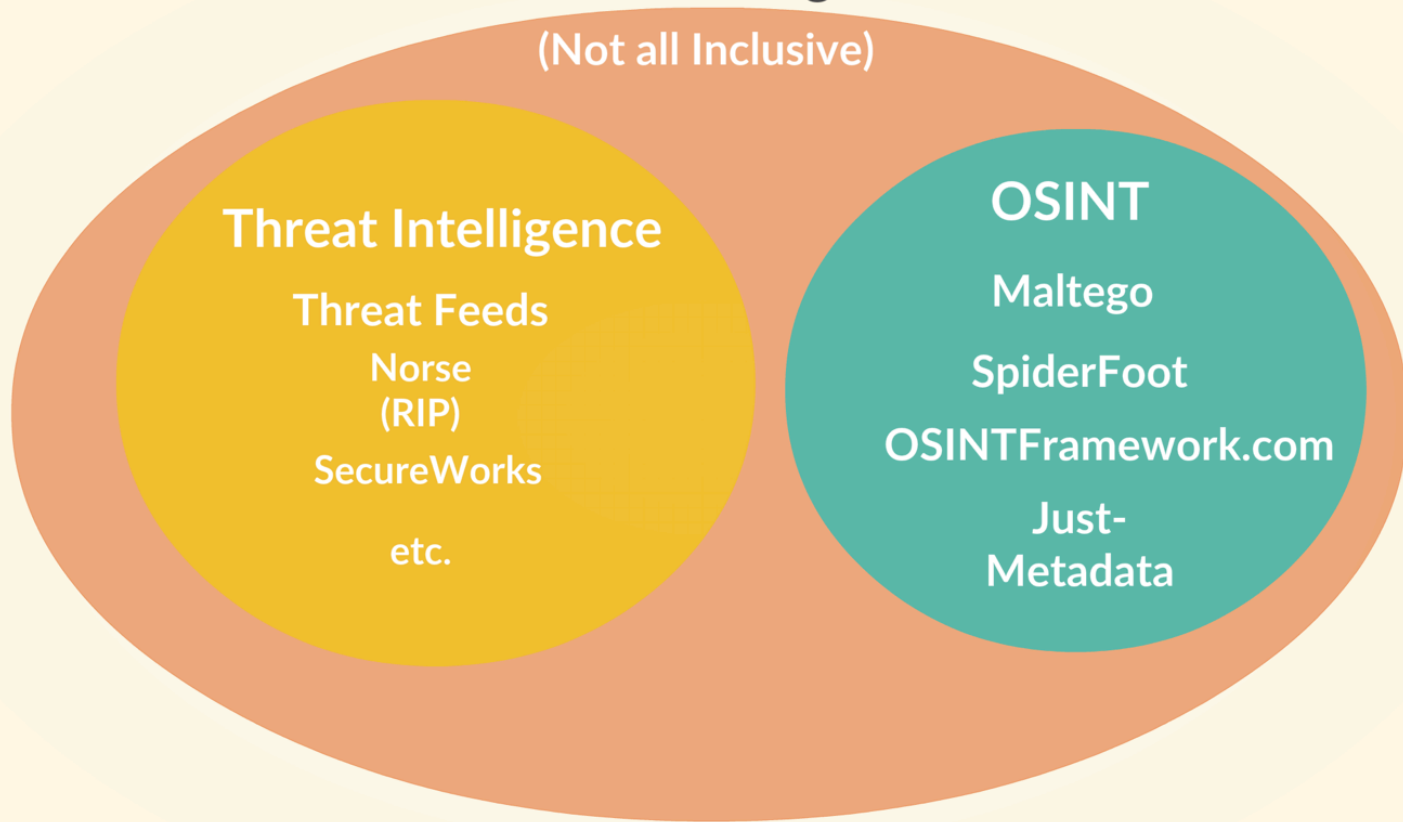 (Not all Inclusive)
Threat Intelligence
Threat Feeds
Norse
(RIP)
SecureWorks
etc.
OSINT
Maltego
SpiderFoot
OSINTFramework.com
Just-
Metadata